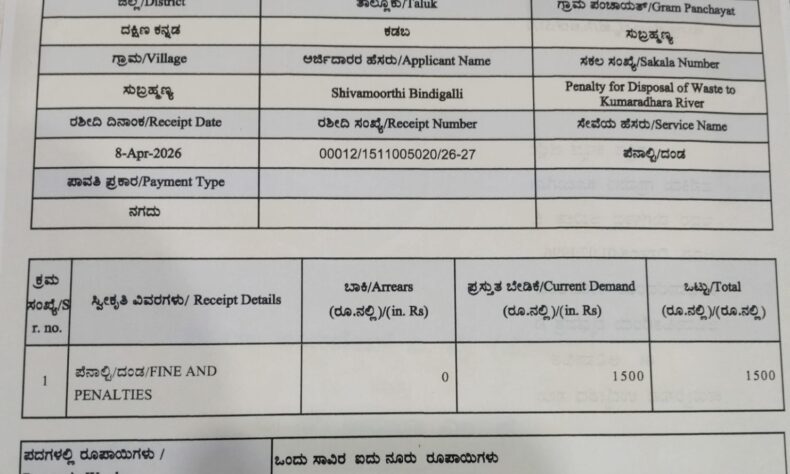 ಜಿಲ್ಲೆ/District ತಾಲ್ಲೂಕು/Taluk ಗ್ರಾಮ ಪಂಚಾಯತ್/Gram Panchayat
ದಕ್ಷಿಣ ಕನ್ನಡ ಕಡಬ ಸುಬ್ರಹ್ಮಣ್ಯ
ಗ್ರಾಮ/Village ಅರ್ಜಿದಾರರ ಹೆಸರು/Applicant Name ಸಕಲ ಸಂಖ್ಯೆ/Sakala Number
ಸುಬ್ರಹ್ಮಣ್ಯ Shivamoorthi Bindigalli Penalty for Disposal of Waste to
Kumaradhara River
ರಶೀದಿ ದಿನಾಂಕ/Receipt Date ರಶೀದಿ ಸಂಖ್ಯೆ/Receipt Number ಸೇವೆಯ ಹೆಸರು/Service Name
8-Apr-2026 00012/1511005020/26-27 ಪೆನಾಲ್ಟಿ/ದಂಡ
ಪಾವತಿ ಪ್ರಕಾರ/Payment Type
ನಗದು
ಕ್ರಮ
ಸಂಖ್ಯೆ/S
r. no.
ಸ್ವೀಕೃತಿ ವಿವರಗಳು/ Receipt Details
ಬಾಕಿ/Arrears
(ರೂ.ನಲ್ಲಿ)/(in. Rs)
ಪ್ರಸ್ತುತ ಬೇಡಿಕೆ/Current Demand
(ರೂ.ನಲ್ಲಿ)/(in. Rs)
ಒಟ್ಟು/Total
(ರೂ.ನಲ್ಲಿ)/(ರೂ.ನಲ್ಲಿ)
1 ಪೆನಾಲ್ಟಿ/ದಂಡ/FINE AND
PENALTIES
0 1500 1500
ಪದಗಳಲ್ಲಿ ರೂಪಾಯಿಗಳು / ಒಂದು ಸಾವಿರ ಐದು ನೂರು ರೂಪಾಯಿಗಳು